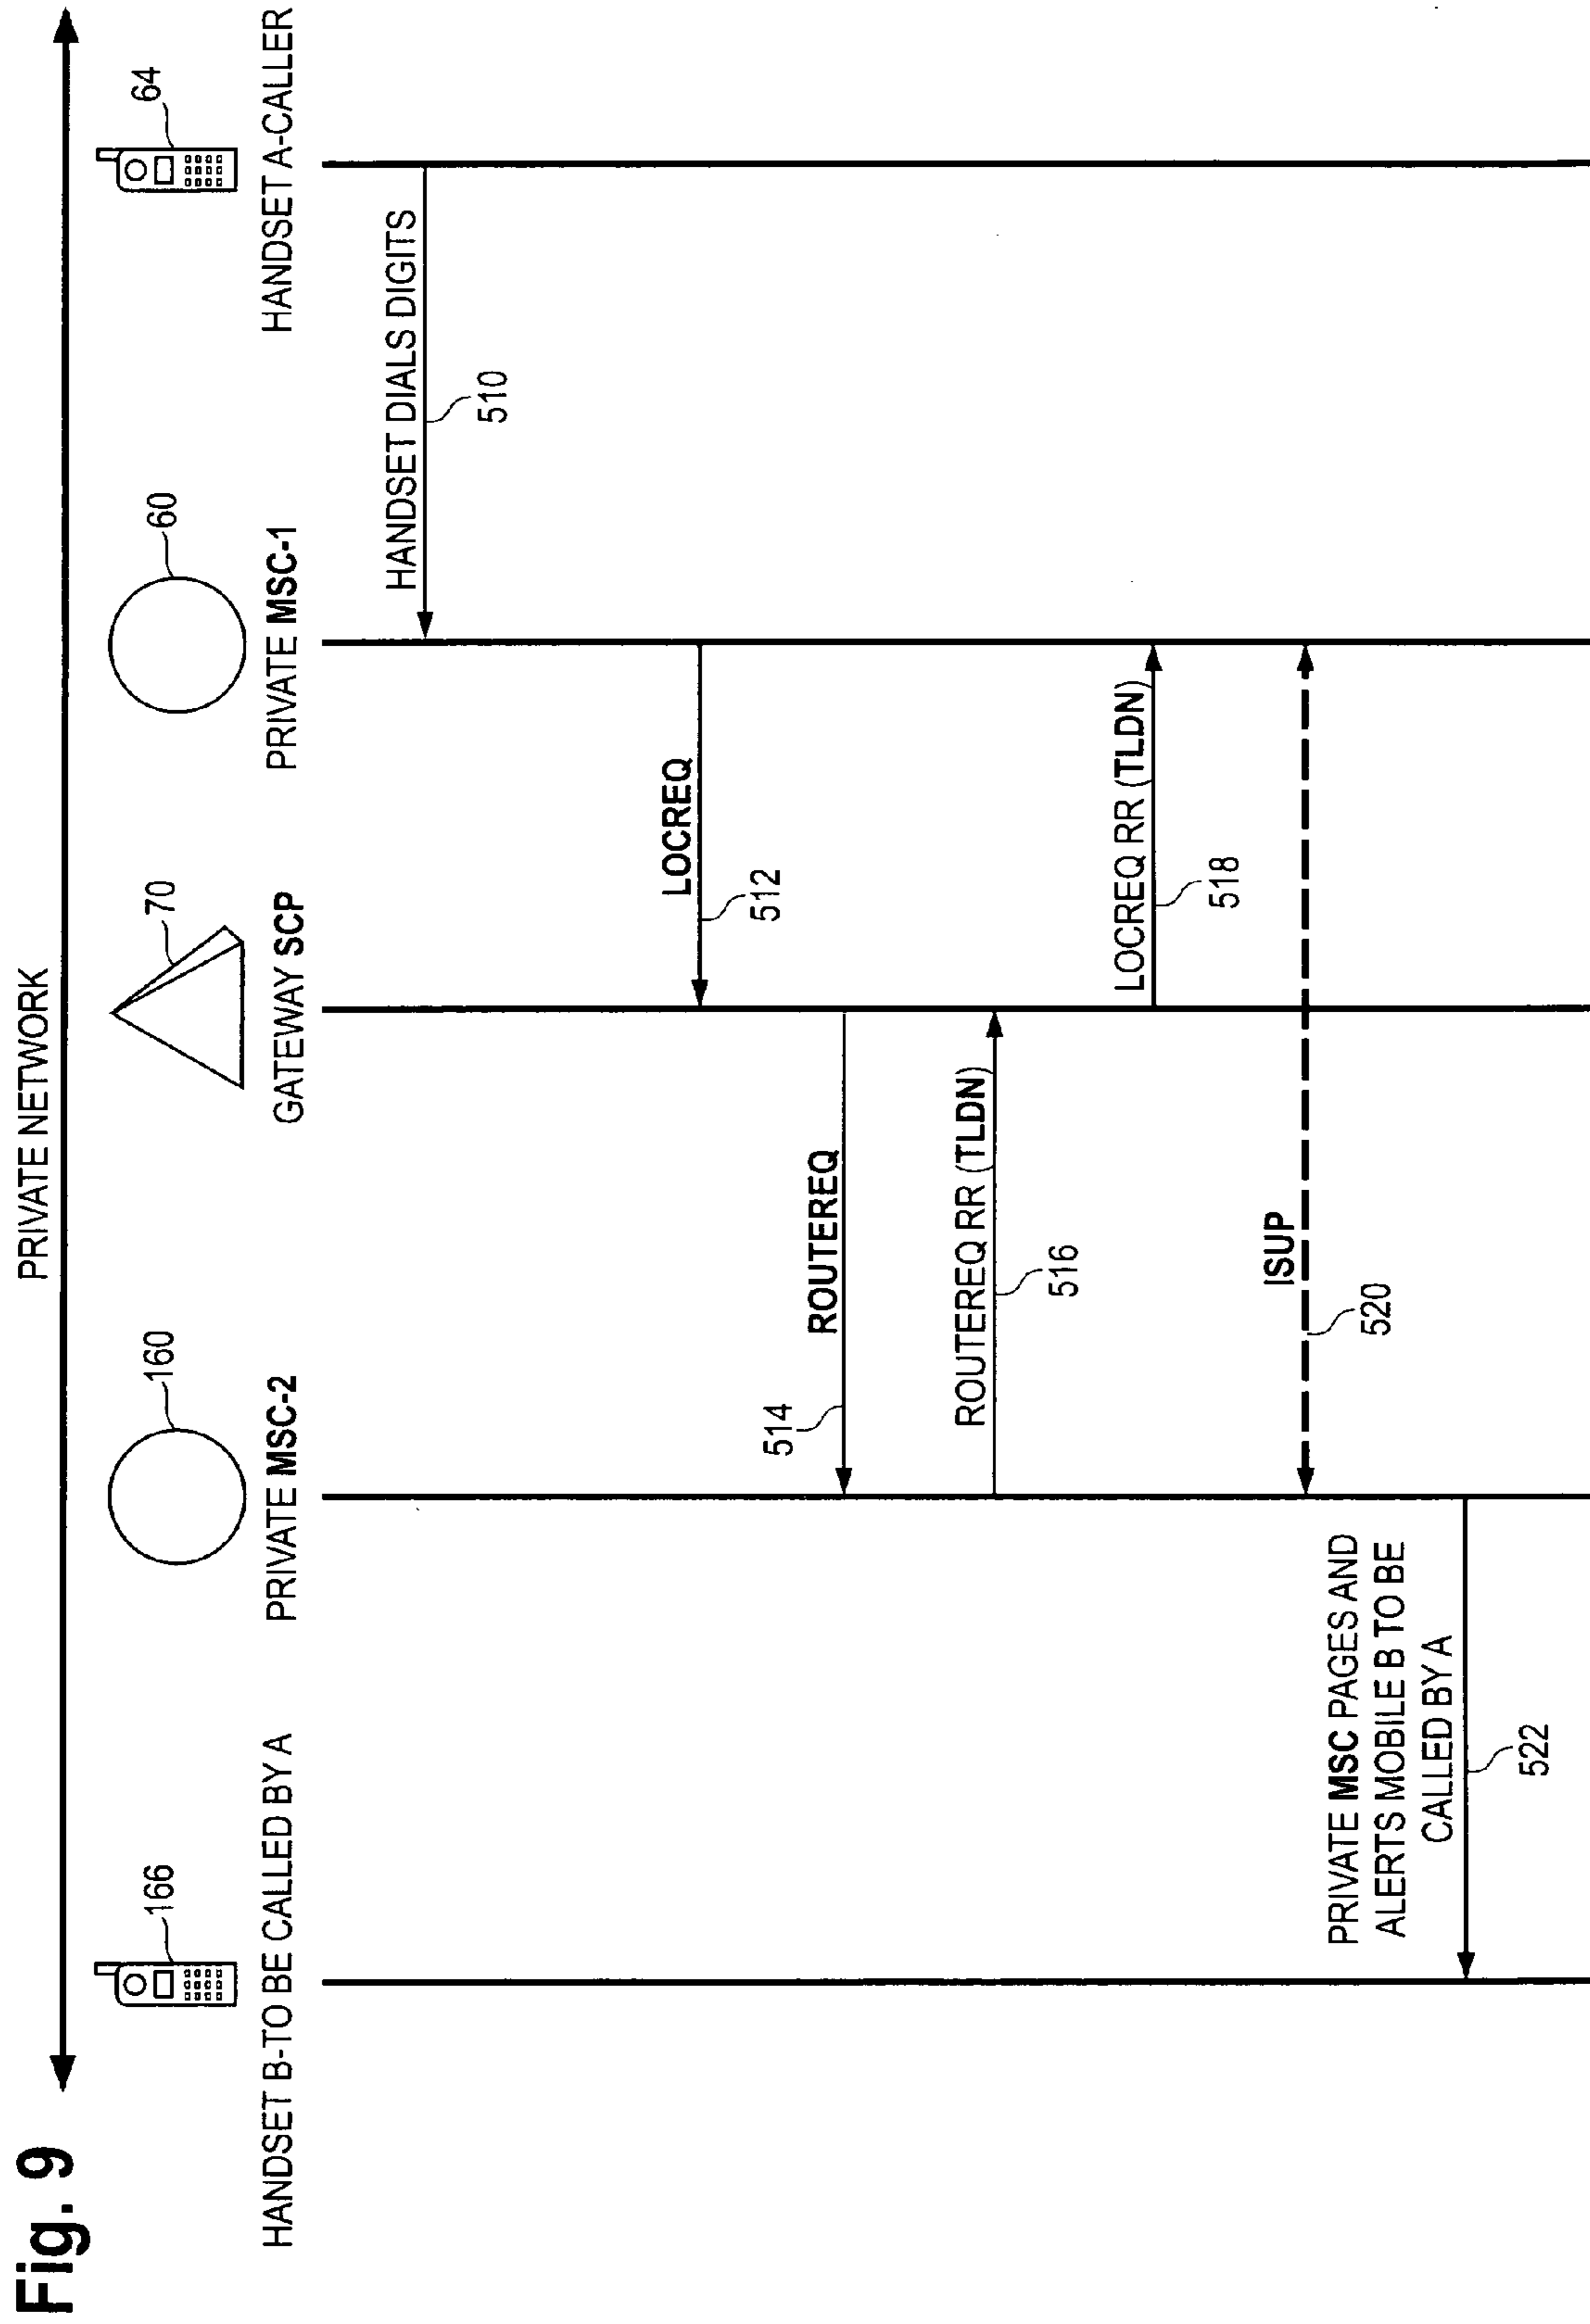 Fig. 9
PRIVATE NETWORK
166
160
70
60
64
HANDSET B-TO BE CALLED BY A
PRIVATE MSC-2
GATEWAY SCP
PRIVATE MSC-1
HANDSET A-CALLER
HANDSET DIALS DIGITS
510
LOCREQ
512
ROUTEREQ
514
ROUTEREQ RR (TLDN)
516
LOCREQ RR (TLDN)
518
ISUP
520
PRIVATE MSC PAGES AND
ALERTS MOBILE B TO BE
CALLED BY A
522